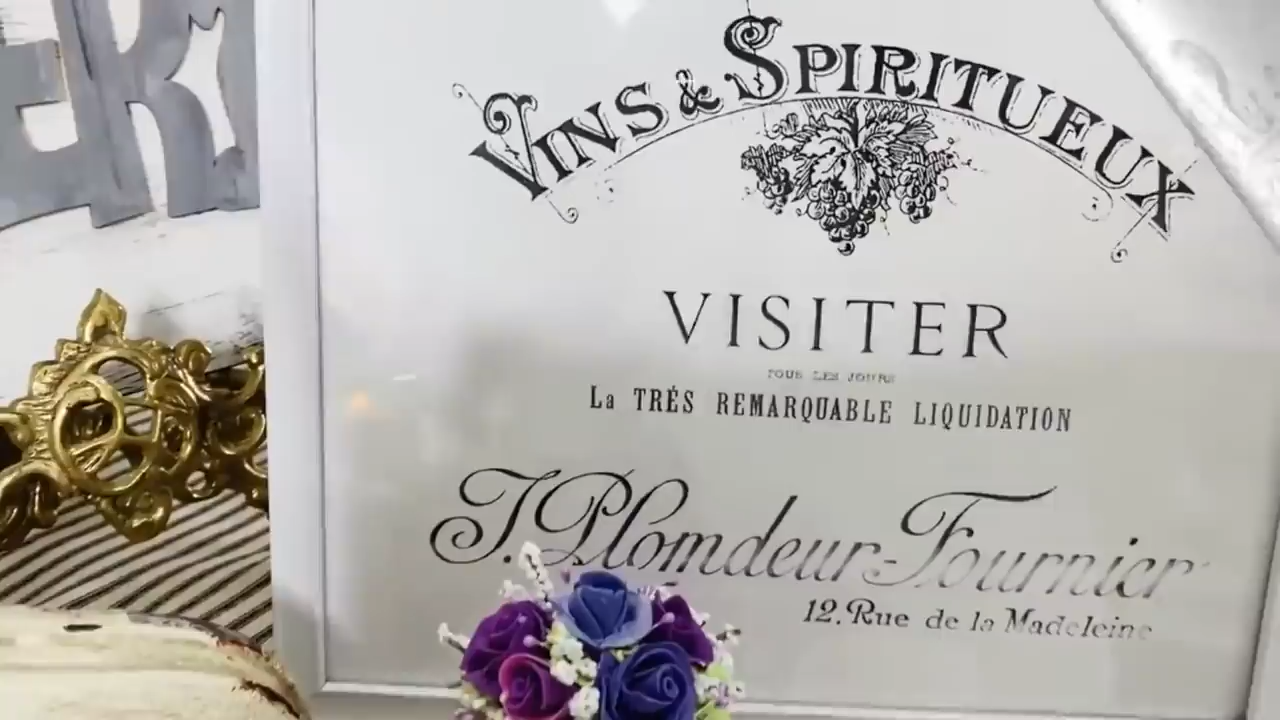 VINS & SPIRITUEUX
VISITER
TOUS LES JOURS
La TRÉS REMARQUABLE LIQUIDATION
J. Plomdeur-Fournier
12. Rue de la Madeleine